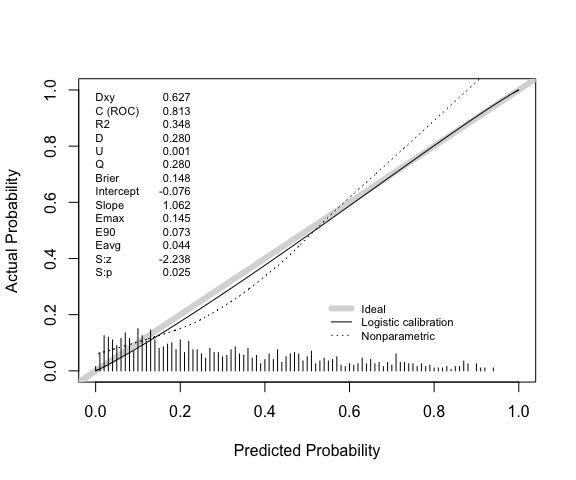 Dxy 0.627
C (ROC) 0.813
R2 0.348
D 0.280
U 0.001
Q 0.280
Brier 0.148
Intercept -0.076
Slope 1.062
Emax 0.145
E90 0.073
Eavg 0.044
S:z -2.238
S:p 0.025
Ideal
Logistic calibration
Nonparametric
Actual Probability
1.0
0.8
0.6
0.4
0.2
0.0
0.0 0.2 0.4 0.6 0.8 1.0
Predicted Probability